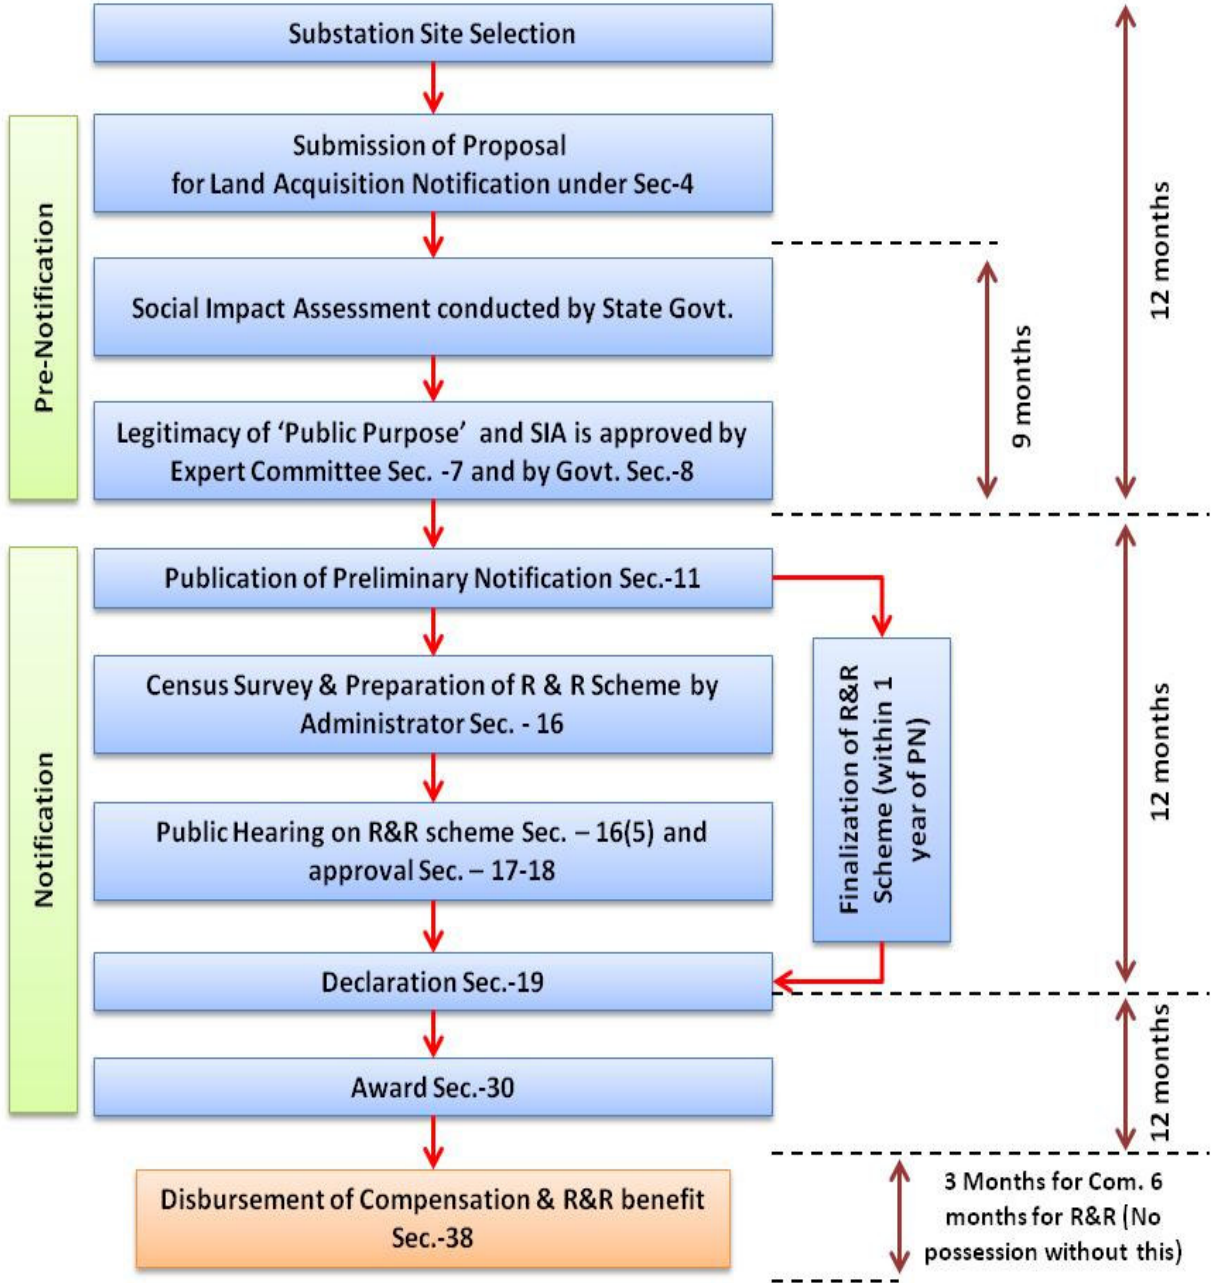 Substation Site Selection
Pre-Notification
Submission of Proposal
for Land Acquisition Notification under Sec-4
Social Impact Assessment conducted by State Govt.
Legitimacy of ‘Public Purpose’ and SIA is approved by
Expert Committee Sec. -7 and by Govt. Sec.-8
9 months
12 months
Notification
Publication of Preliminary Notification Sec.-11
Census Survey & Preparation of R & R Scheme by
Administrator Sec. - 16
Public Hearing on R&R scheme Sec. – 16(5) and
approval Sec. – 17-18
Finalization of R&R
Scheme (within 1
year of PN)
12 months
Declaration Sec.-19
Award Sec.-30
12 months
Disbursement of Compensation & R&R benefit
Sec.-38
3 Months for Com. 6
months for R&R (No
possession without this)